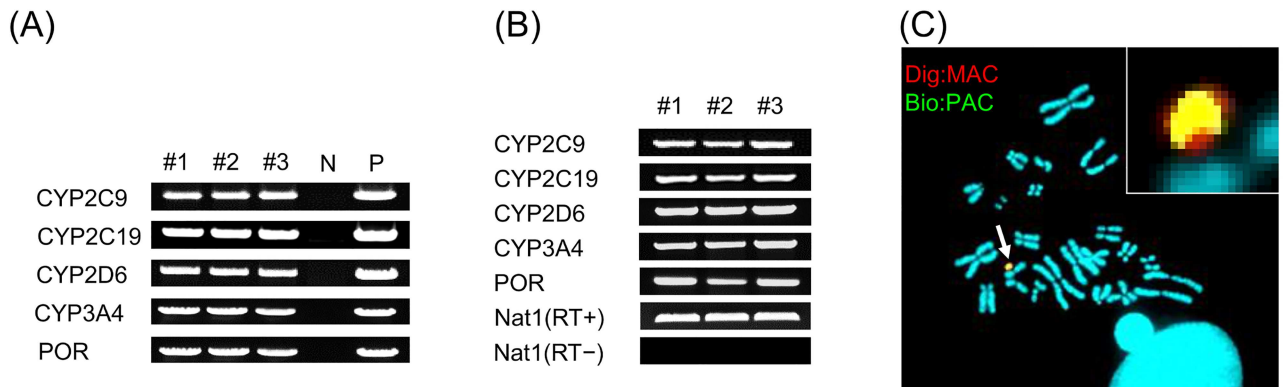 (A)
#1 #2 #3 N P
CYP2C9
CYP2C19
CYP2D6
CYP3A4
POR
(B)
#1 #2 #3
CYP2C9
CYP2C19
CYP2D6
CYP3A4
POR
Nat1(RT+)
Nat1(RT−)
(C)
Dig:MAC
Bio:PAC